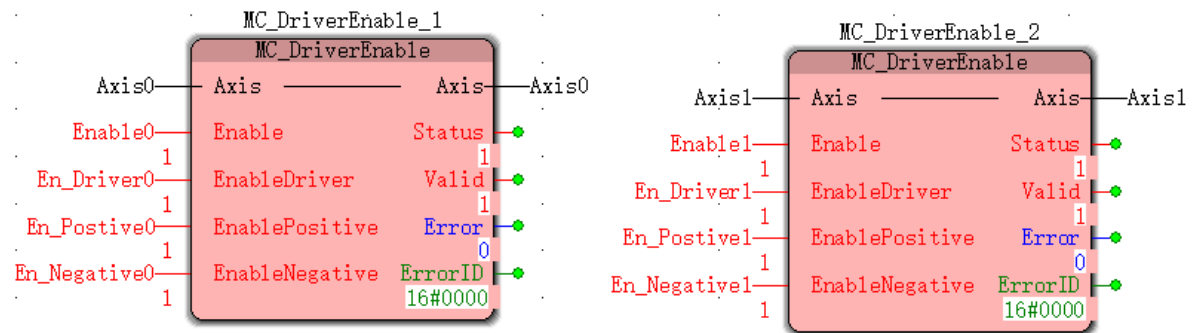 MC_DriverEnable_1
MC_DriverEnable
Axis0 Axis Axis Axis0
Enable0 Enable Status
1 1
En_Driver0 EnableDriver Valid
1 1
En_Postive0 EnablePositive Error
1 0
En_Negative0 EnableNegative ErrorID
1 16#0000
MC_DriverEnable_2
MC_DriverEnable
Axis1 Axis Axis Axis1
Enable1 Enable Status
1 1
En_Driver1 EnableDriver Valid
1 1
En_Postive1 EnablePositive Error
1 0
En_Negative1 EnableNegative ErrorID
1 16#0000